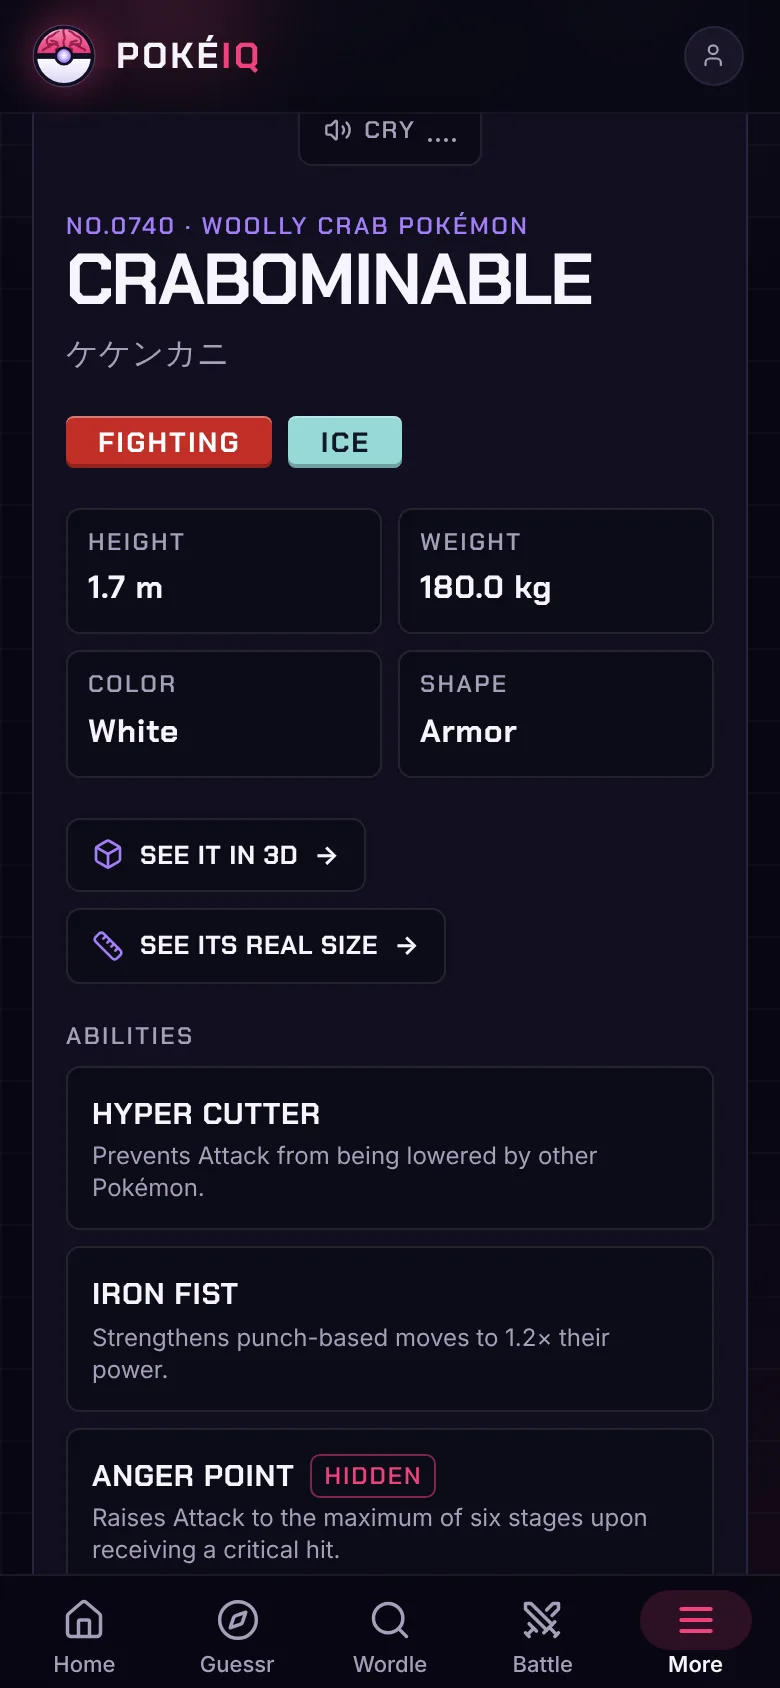 POKÉIQ
CRY ....
NO.0740 · WOOLLY CRAB POKÉMON
CRABOMINABLE
ケケンカニ
FIGHTING
ICE
HEIGHT
1.7 m
WEIGHT
180.0 kg
COLOR
White
SHAPE
Armor
SEE IT IN 3D →
SEE ITS REAL SIZE →
ABILITIES
HYPER CUTTER
Prevents Attack from being lowered by other
Pokémon.
IRON FIST
Strengthens punch-based moves to 1.2× their
power.
ANGER POINT HIDDEN
Raises Attack to the maximum of six stages upon
receiving a critical hit.
Home
Guessr
Wordle
Battle
More